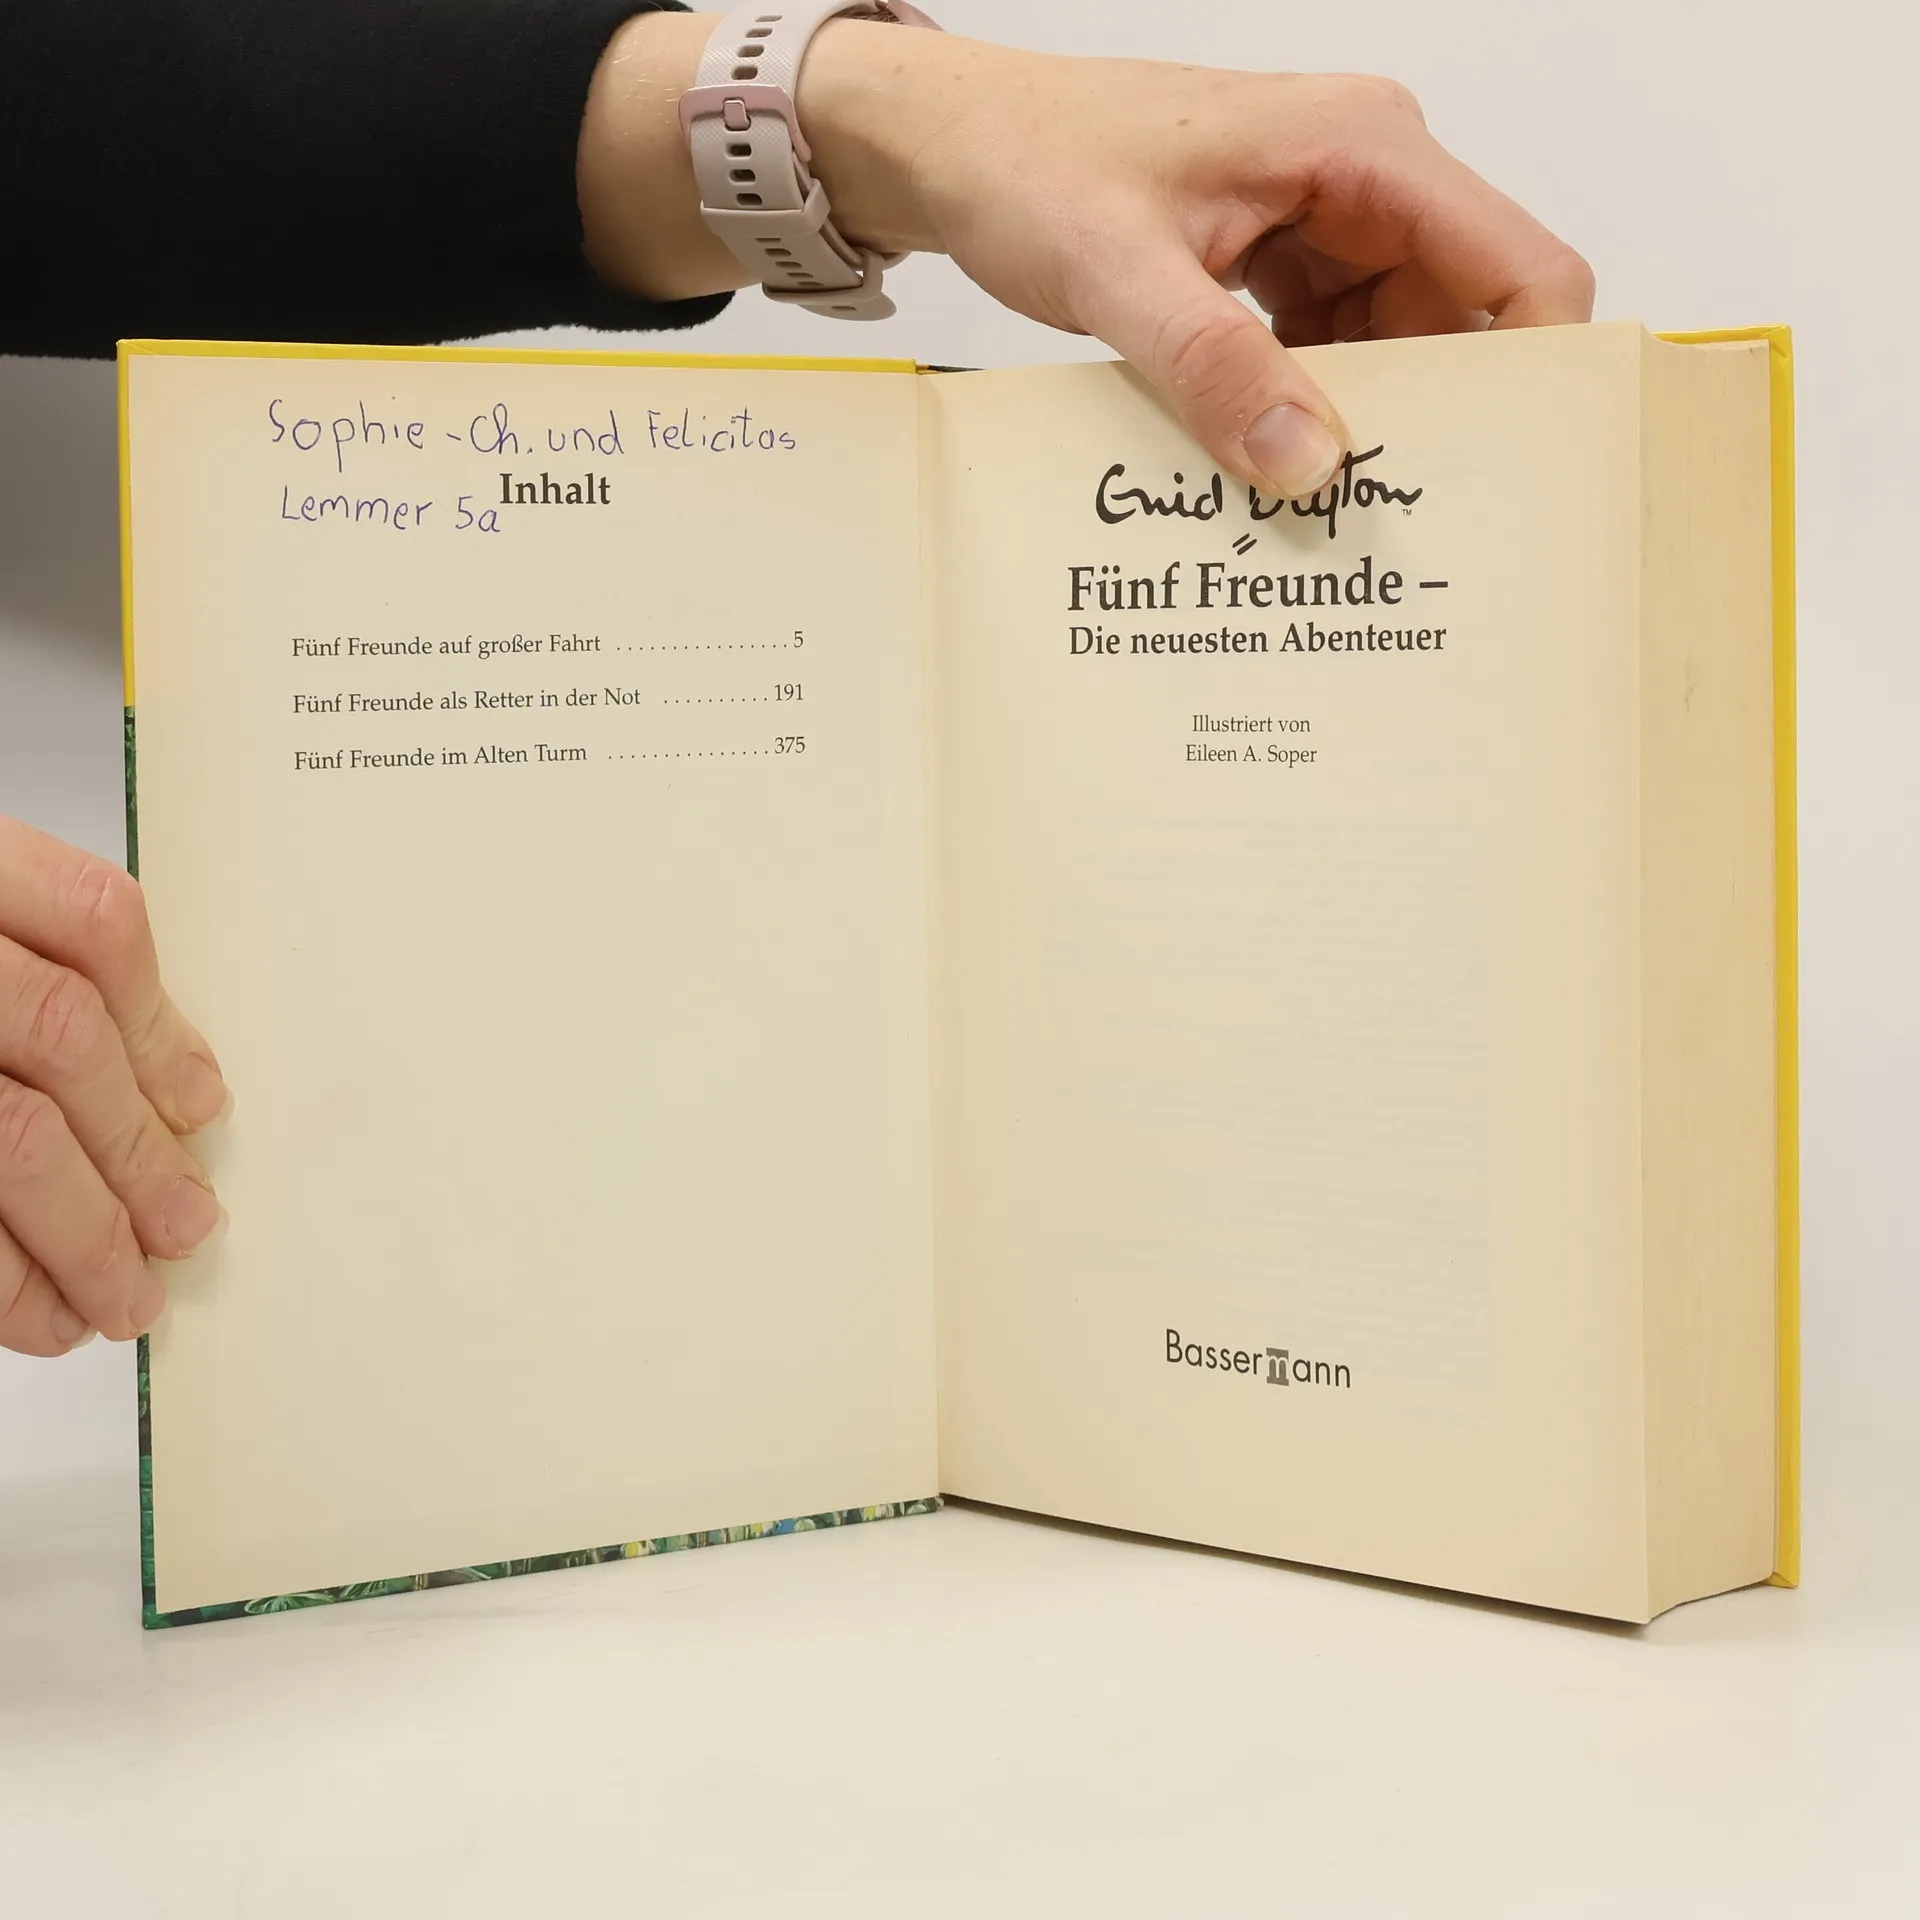 Sophie - Ch. und Felicitas
Lemmer 5a
Inhalt
Fünf Freunde auf großer Fahrt ................ 5
Fünf Freunde als Retter in der Not .......... 191
Fünf Freunde im Alten Turm ............... 375
Enid Blyton™
Fünf Freunde –
Die neuesten Abenteuer
Illustriert von
Eileen A. Soper
Bassermann